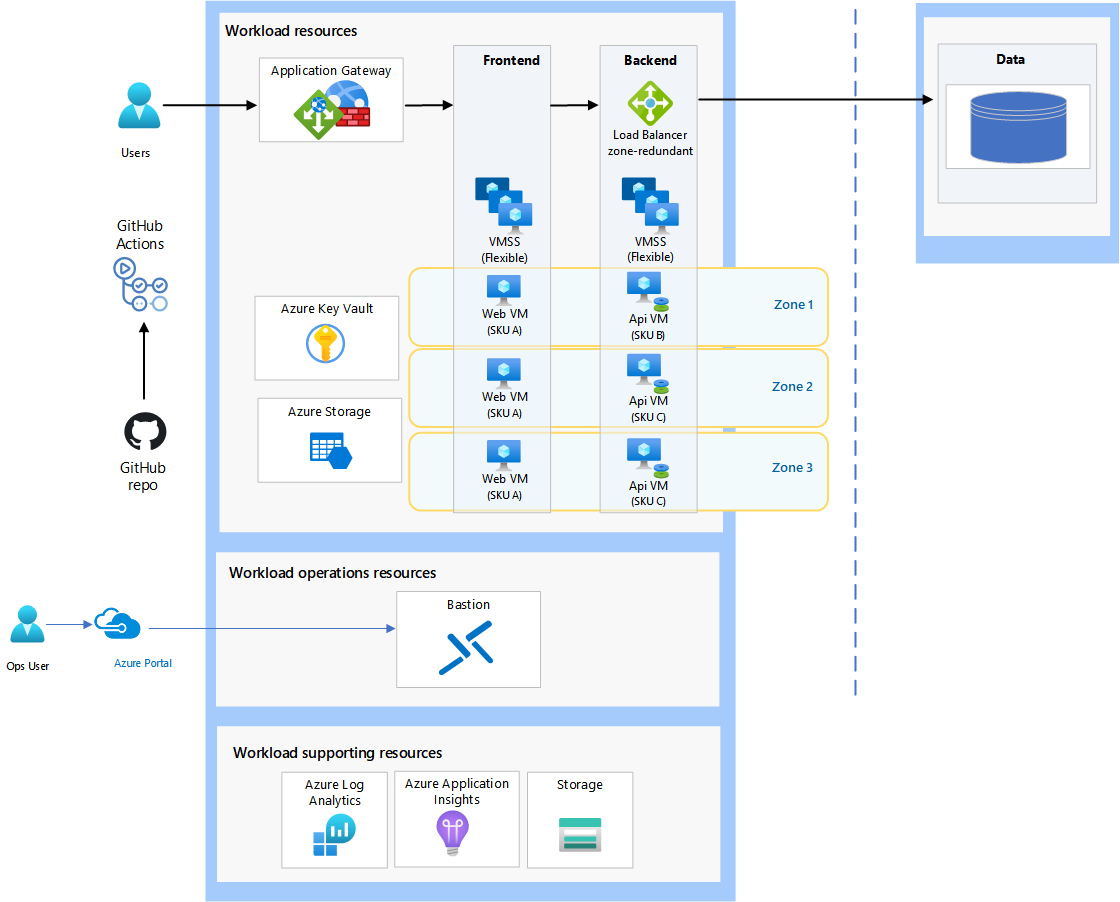 Workload resources
Application Gateway
Frontend
Backend
Data
Load Balancer
zone-redundant
Users
GitHub
Actions
VMSS
(Flexible)
VMSS
(Flexible)
Azure Key Vault
Web VM
(SKU A)
Api VM
(SKU B)
Zone 1
Web VM
(SKU A)
Api VM
(SKU C)
Zone 2
Azure Storage
GitHub
repo
Web VM
(SKU A)
Api VM
(SKU C)
Zone 3
Workload operations resources
Bastion
Ops User
Azure Portal
Workload supporting resources
Azure Log
Analytics
Azure Application
Insights
Storage